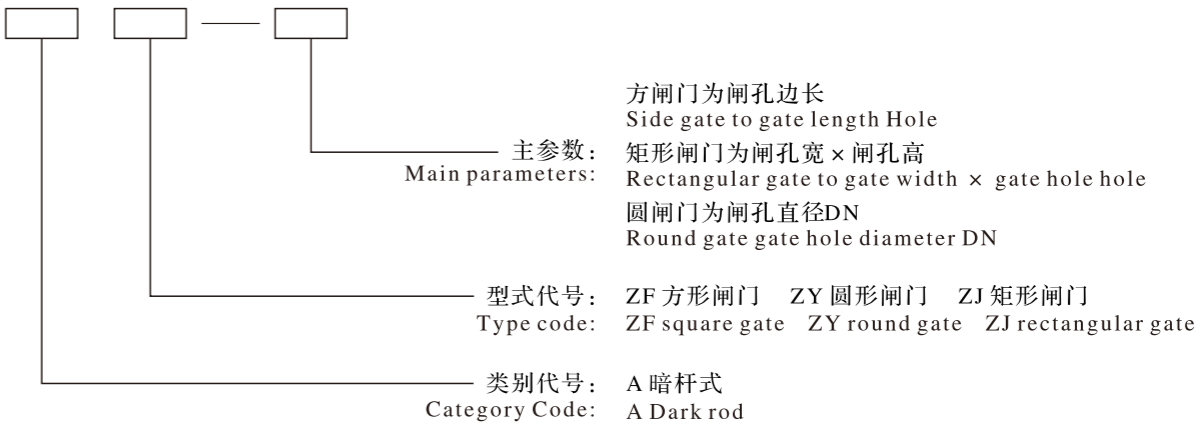 方闸门为闸孔边长
Side gate to gate length Hole
主参数： 矩形闸门为闸孔宽 × 闸孔高
Main parameters: Rectangular gate to gate width × gate hole hole
圆闸门为闸孔直径DN
Round gate gate hole diameter DN
型式代号： ZF 方形闸门 ZY 圆形闸门 ZJ 矩形闸门
Type code: ZF square gate ZY round gate ZJ rectangular gate
类别代号： A 暗杆式
Category Code: A Dark rod